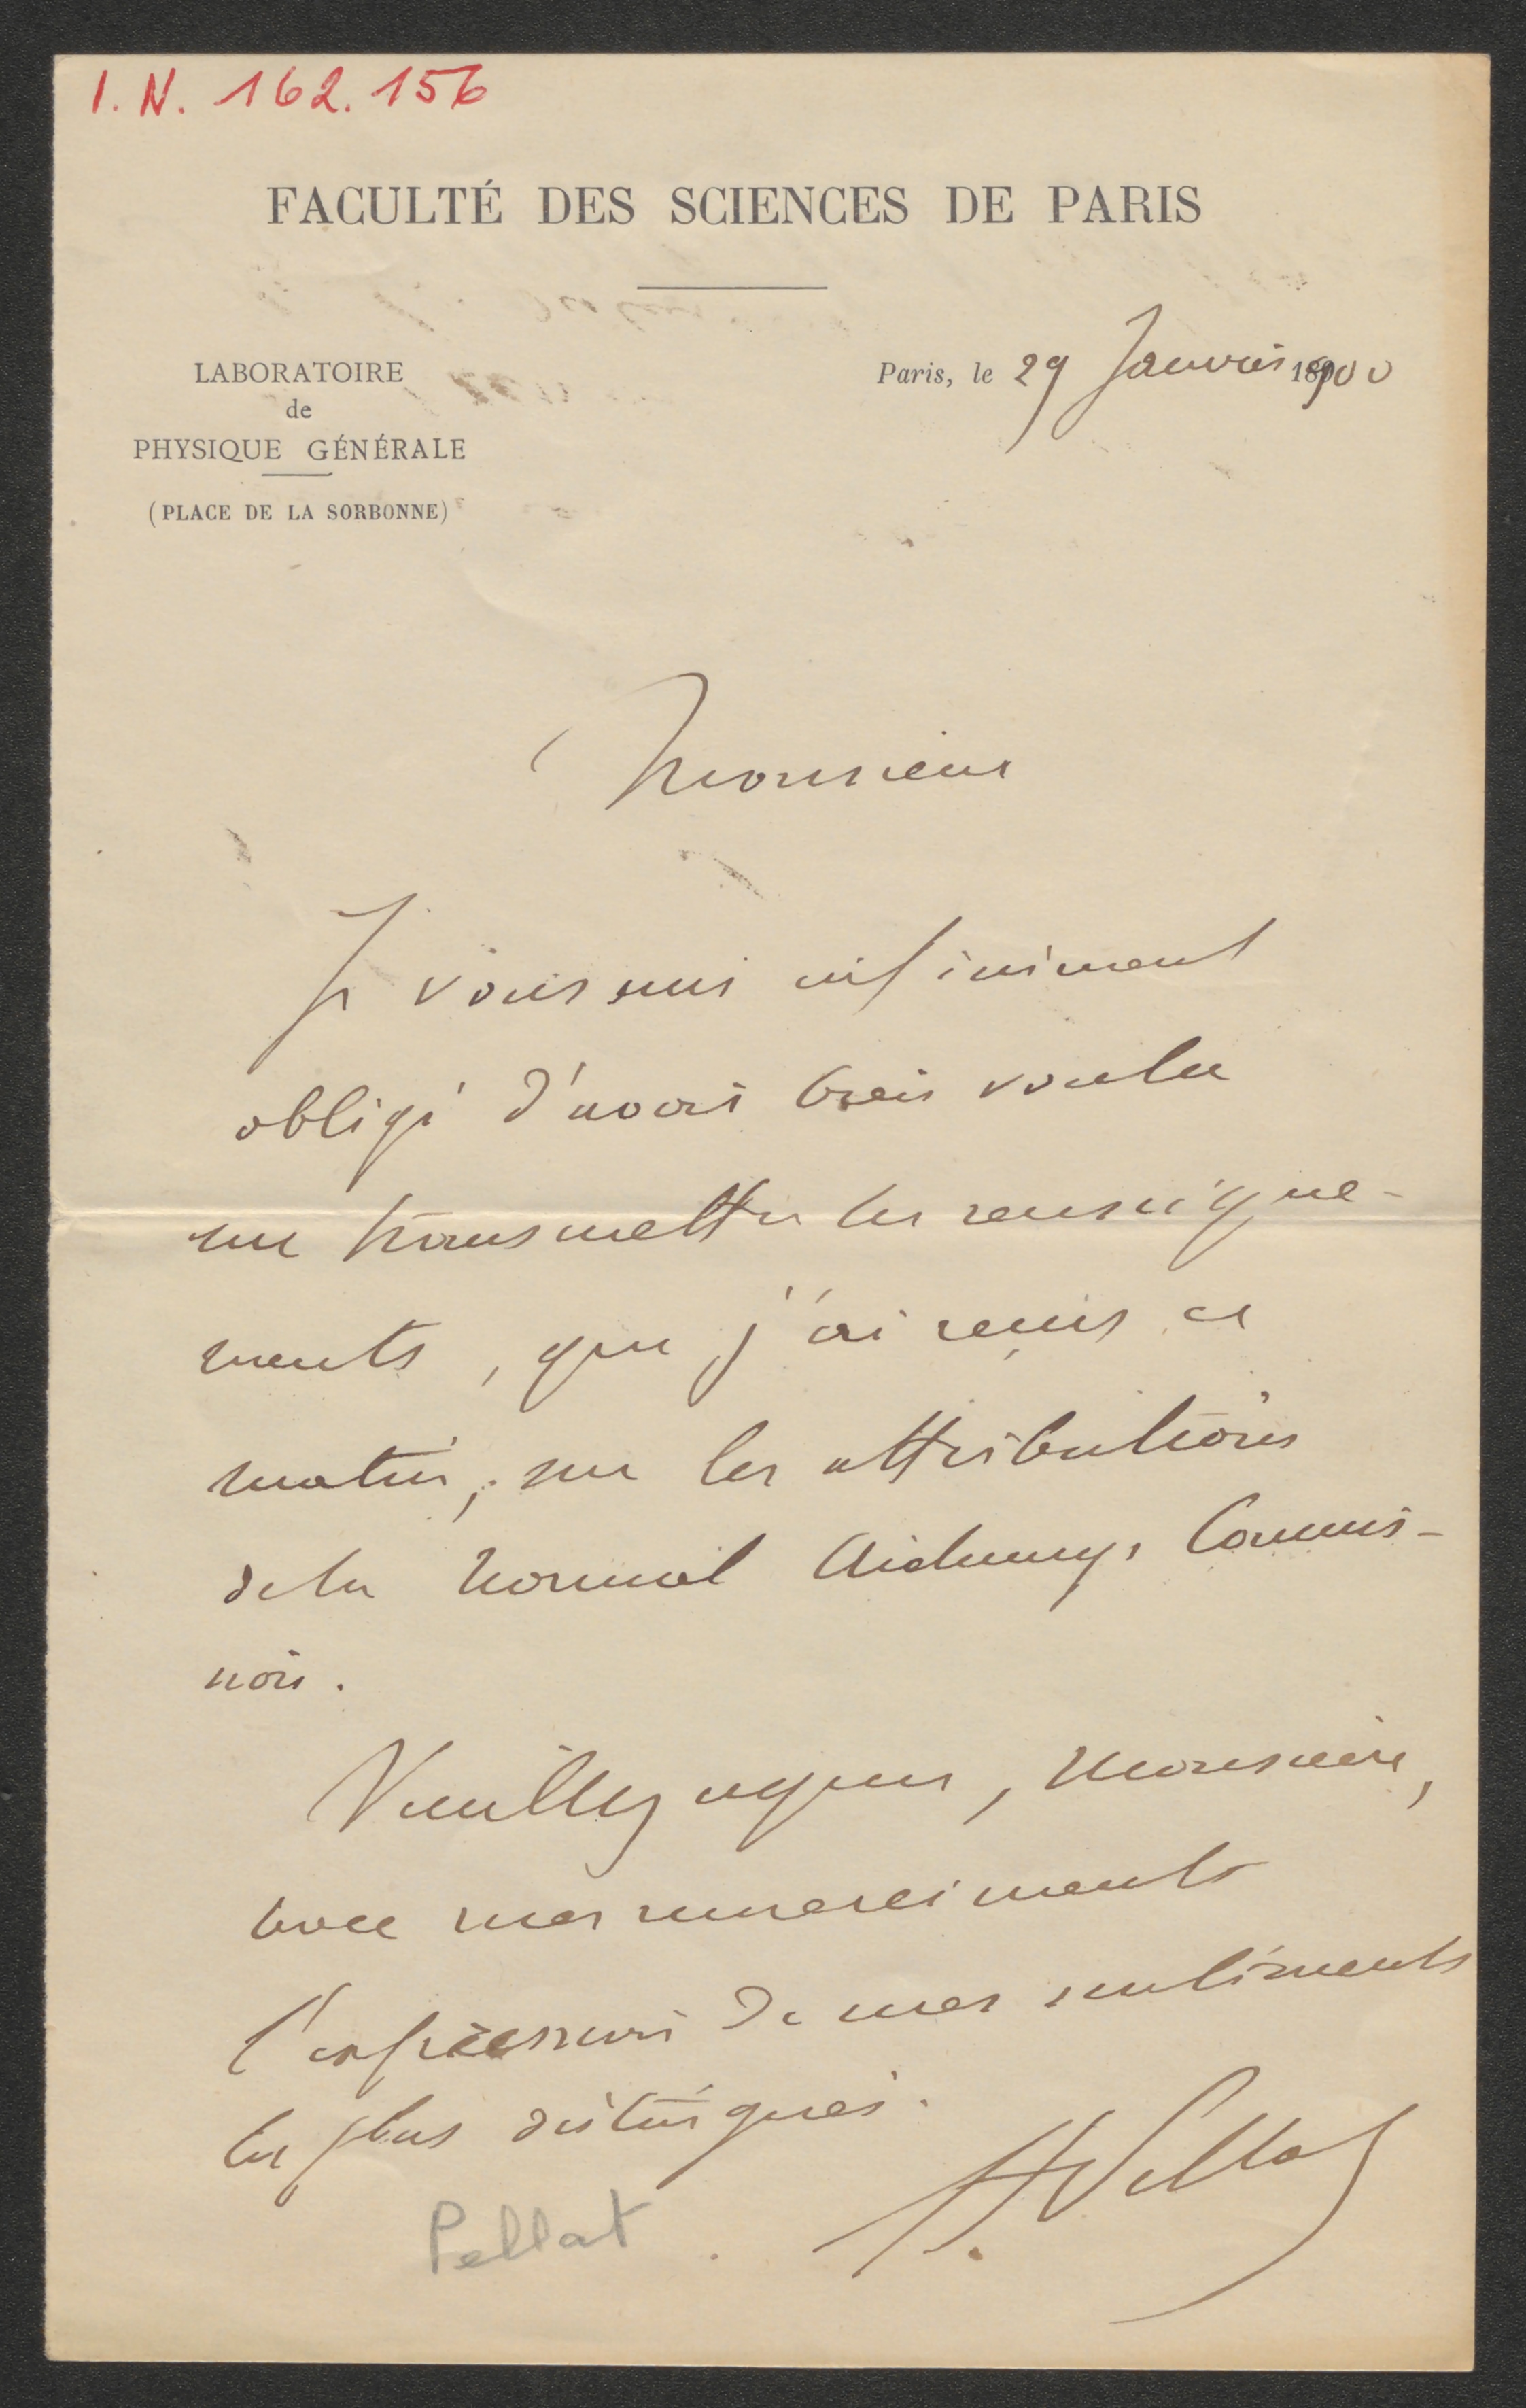 I. N. 162.156
FACULTÉ DES SCIENCES DE PARIS
LABORATOIRE
de
PHYSIQUE GÉNÉRALE
(PLACE DE LA SORBONNE)
Paris, le 29 Janvier 1900
Monsieur
Je vous suis infiniment
obligé d'avoir bien voulu
me transmettre les renseigne-
ments, que j'ai reçus ce
matin, sur les attributions
de la Normal Aichungs Commis-
sion.
Veuillez agréer, Monsieur,
avec mes remerciments
l'expression de mes sentiments
les plus distingués.
H Pellat
Pellat